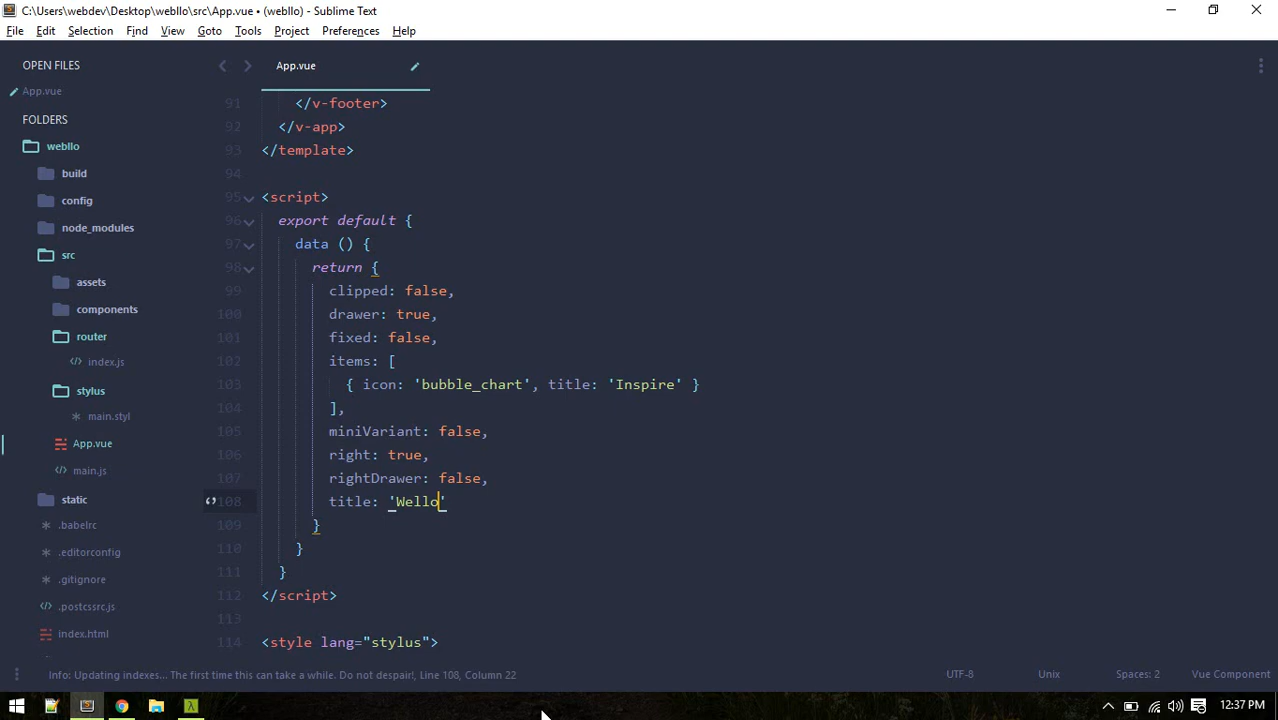 C:\Users\webdev\Desktop\webllo\src\App.vue • (webllo) - Sublime Text
File Edit Selection Find View Goto Tools Project Preferences Help
OPEN FILES
App.vue
FOLDERS
webllo
build
config
node_modules
src
assets
components
router
index.js
stylus
main.styl
App.vue
main.js
static
.babelrc
.editorconfig
.gitignore
.postcssrc.js
index.html
App.vue
91 </v-footer>
92 </v-app>
93 </template>
94
95 <script>
96 export default {
97 data () {
98 return {
99 clipped: false,
100 drawer: true,
101 fixed: false,
102 items: [
103 { icon: 'bubble_chart', title: 'Inspire' }
104 ],
105 miniVariant: false,
106 right: true,
107 rightDrawer: false,
108 title: 'Wello'
109 }
110 }
111 }
112 </script>
113
114 <style lang="stylus">
Info: Updating indexes... The first time this can take a while. Do not despair!, Line 108, Column 22
UTF-8 Unix Spaces: 2 Vue Component
12:37 PM